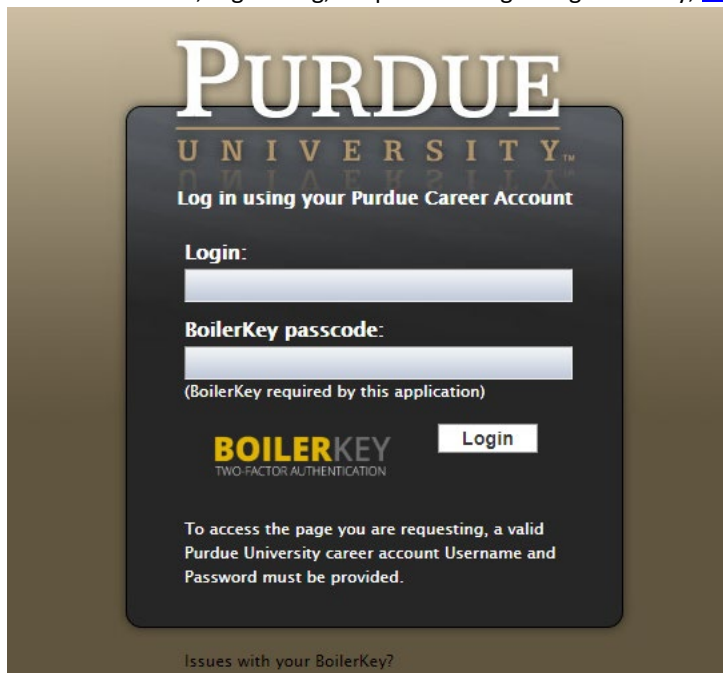 PURDUE
UNIVERSITY™
Log in using your Purdue Career Account
Login:
BoilerKey passcode:
(BoilerKey required by this application)
Login
BOILERKEY
TWO-FACTOR AUTHENTICATION
To access the page you are requesting, a valid
Purdue University career account Username and
Password must be provided.
Issues with your BoilerKey?